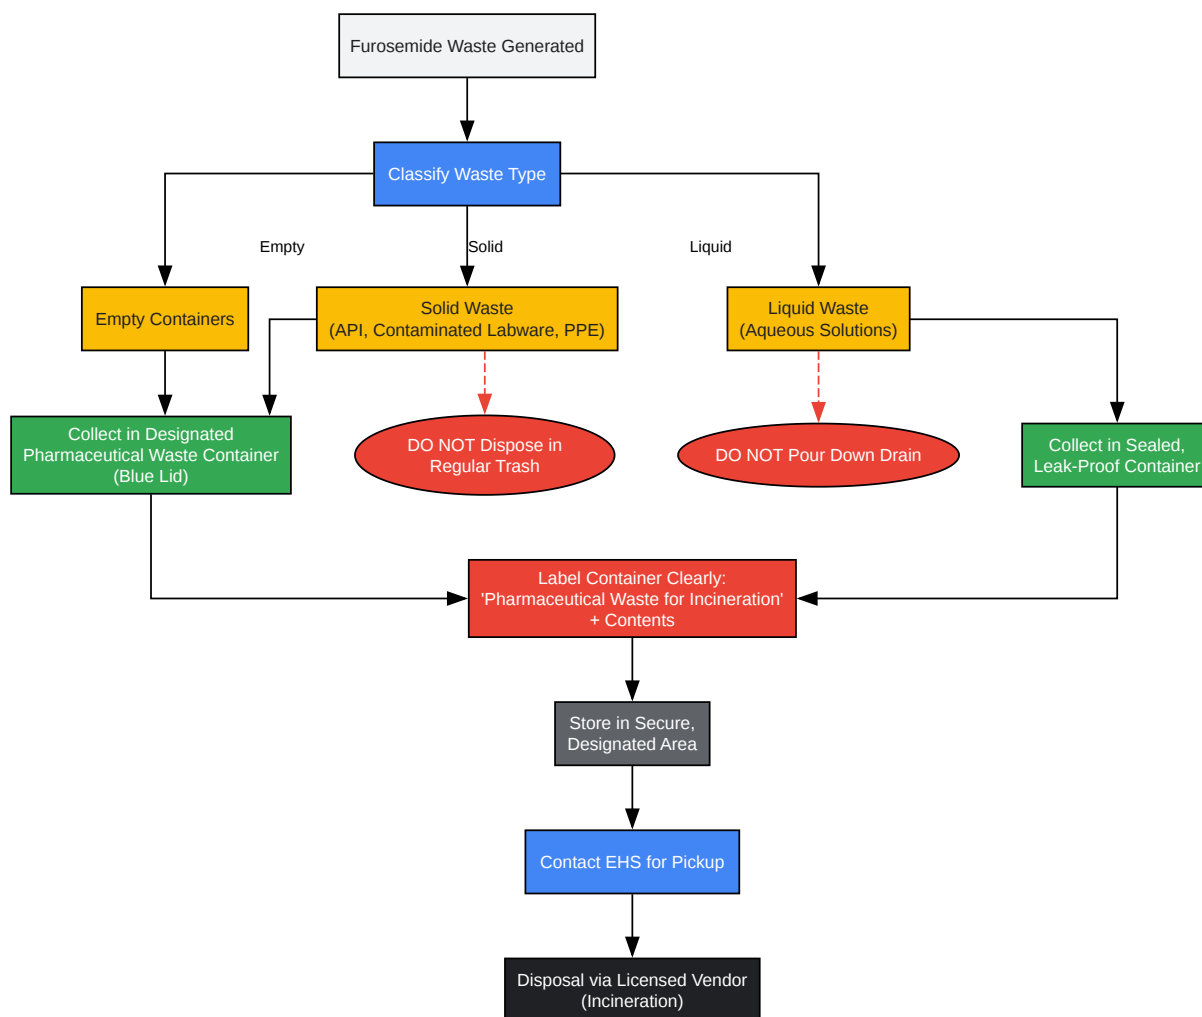 Furosemide Waste Generated
Classify Waste Type
Empty
Solid
Liquid
Empty Containers
Solid Waste
(API, Contaminated Labware, PPE)
Liquid Waste
(Aqueous Solutions)
Collect in Designated
Pharmaceutical Waste Container
(Blue Lid)
DO NOT Dispose in
Regular Trash
DO NOT Pour Down Drain
Collect in Sealed,
Leak-Proof Container
Label Container Clearly:
'Pharmaceutical Waste for Incineration'
+ Contents
Store in Secure,
Designated Area
Contact EHS for Pickup
Disposal via Licensed Vendor
(Incineration)